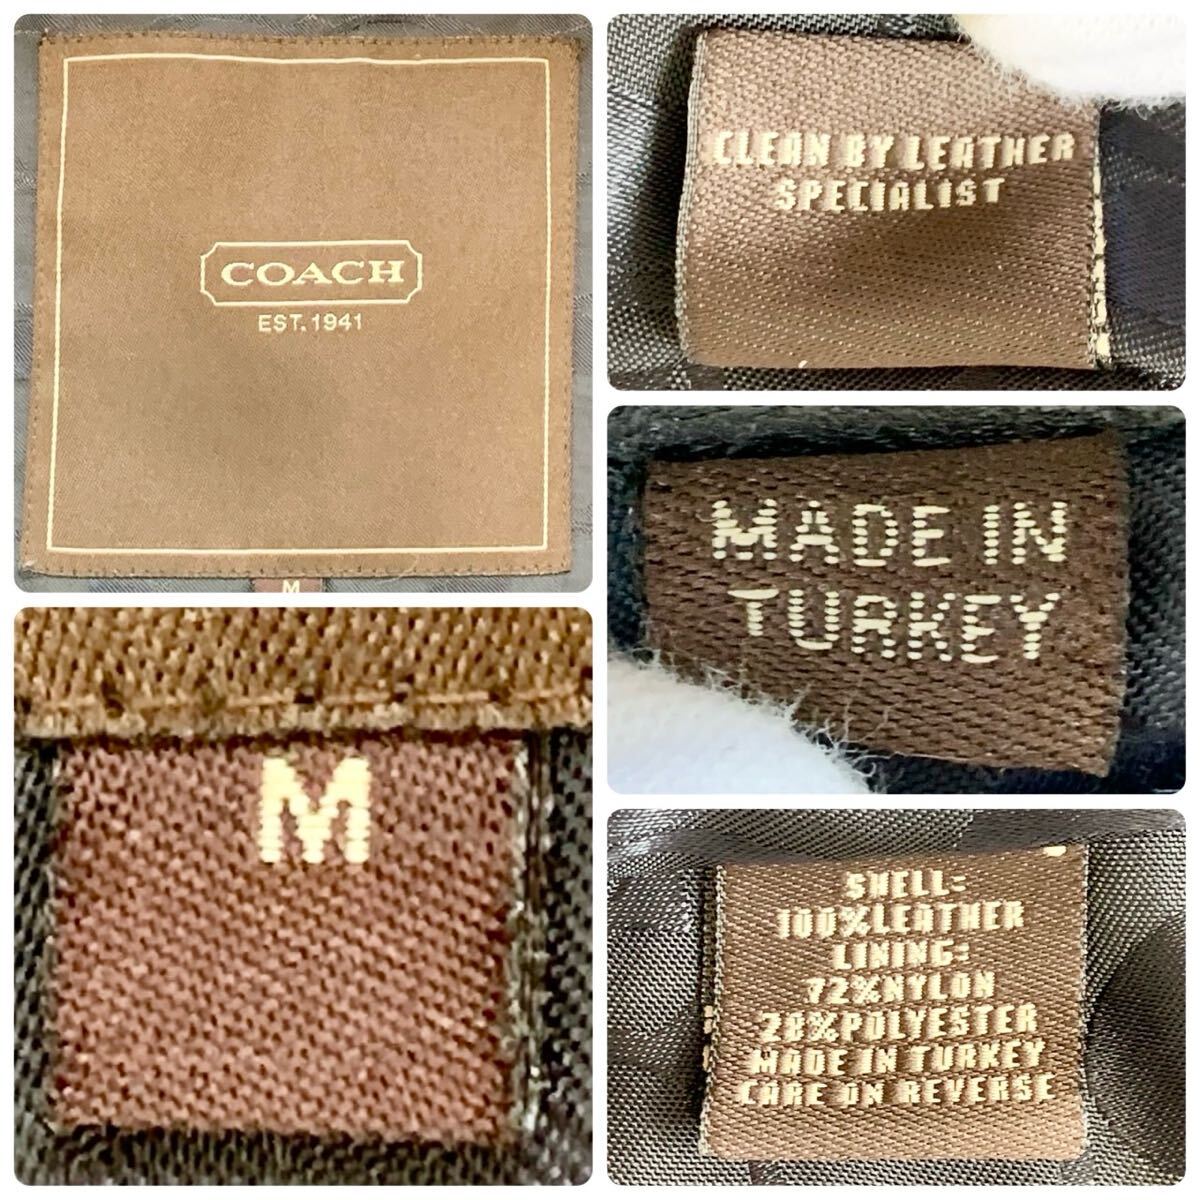 COACH
EST. 1941
M
CLEAN BY LEATHER
SPECIALIST
MADE IN
TURKEY
M
SHELL:
100%LEATHER
LINING:
72%NYLON
28%POLYESTER
MADE IN TURKEY
CARE ON REVERSE